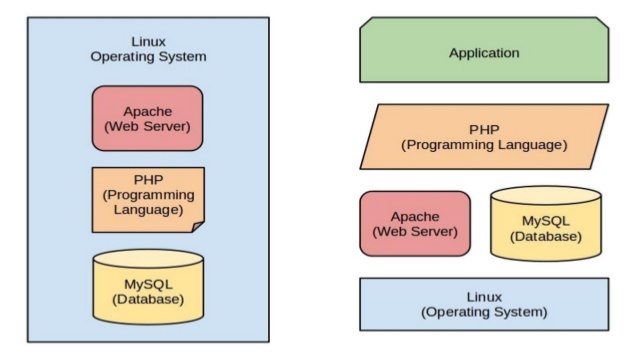 Linux
Operating System
Apache
(Web Server)
PHP
(Programming
Language)
MySQL
(Database)
Application
PHP
(Programming Language)
Apache
(Web Server)
MySQL
(Database)
Linux
(Operating System)